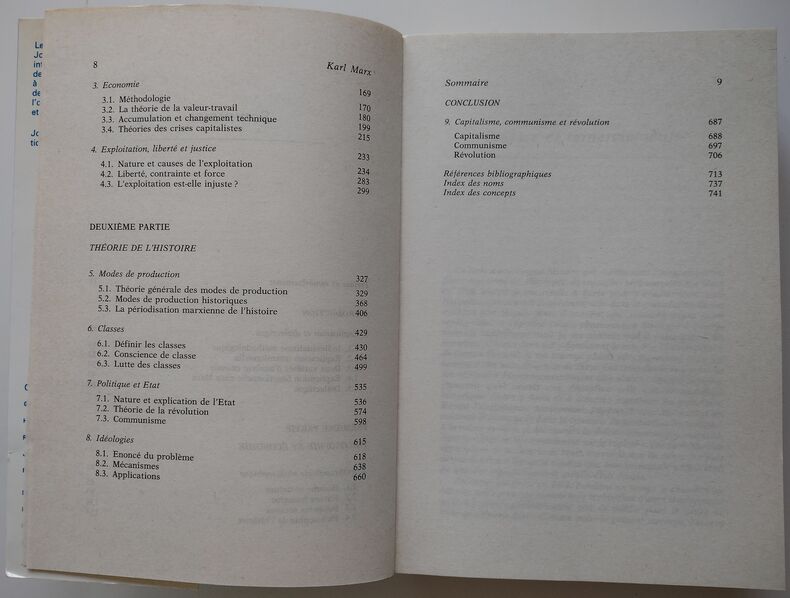 Le
Jo
int
de
à
de
l'c
et
Jo
tio
8 Karl Marx
3. Economie 169
3.1. Méthodologie 170
3.2. La théorie de la valeur-travail 180
3.3. Accumulation et changement technique 199
3.4. Théories des crises capitalistes 215
4. Exploitation, liberté et justice 233
4.1. Nature et causes de l'exploitation 234
4.2. Liberté, contrainte et force 283
4.3. L'exploitation est-elle injuste ? 299
DEUXIÈME PARTIE
THÉORIE DE L'HISTOIRE
5. Modes de production 327
5.1. Théorie générale des modes de production 329
5.2. Modes de production historiques 368
5.3. La périodisation marxienne de l'histoire 406
6. Classes 429
6.1. Définir les classes 430
6.2. Conscience de classe 464
6.3. Lutte des classes 499
7. Politique et Etat 535
7.1. Nature et explication de l'Etat 536
7.2. Théorie de la révolution 574
7.3. Communisme 598
8. Idéologies 615
8.1. Enoncé du problème 618
8.2. Mécanismes 638
8.3. Applications 660
Sommaire 9
CONCLUSION
9. Capitalisme, communisme et révolution 687
Capitalisme 688
Communisme 697
Révolution 706
Références bibliographiques 713
Index des noms 737
Index des concepts 741